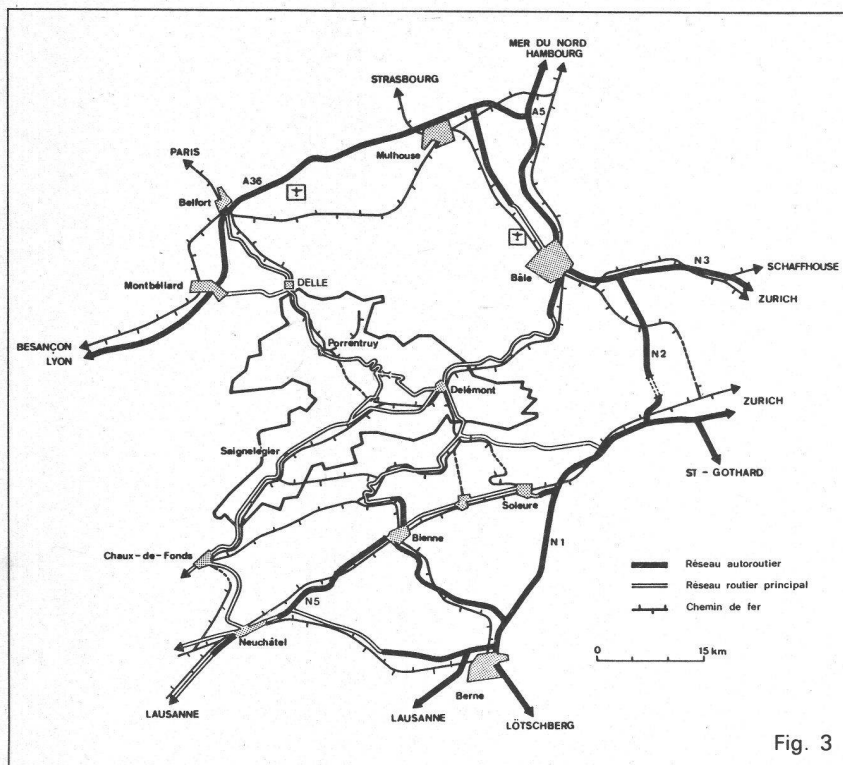 MER DU NORD
HAMBOURG
STRASBOURG
A5
Mulhouse
PARIS
A36
Belfort
Bâle
N3
SCHAFFHOUSE
ZURICH
Montbéliard
DELLE
BESANÇON
LYON
Porrentruy
N2
Delémont
ZURICH
Saignelégier
ST-GOTHARD
Soleure
Bienne
N1
Chaux-de-Fonds
Réseau autoroutier
Réseau routier principal
N5
Chemin de fer
Neuchâtel
0 15 km
Berne
LAUSANNE
LAUSANNE
LÖTSCHBERG
Fig. 3